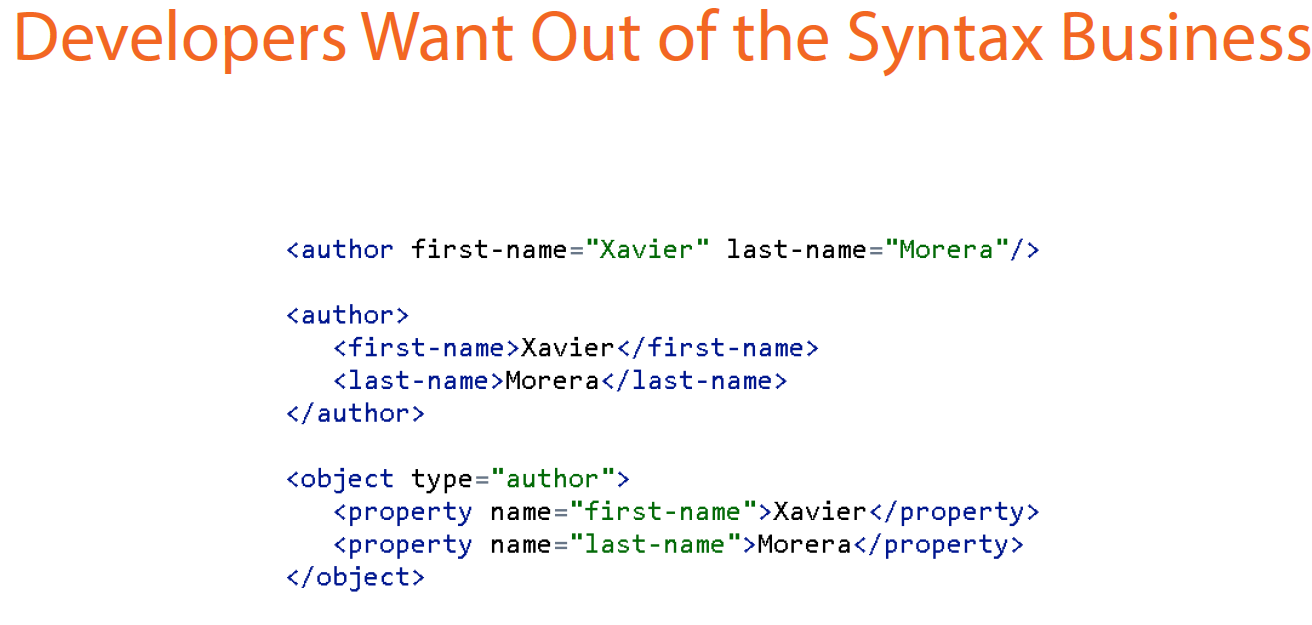 Developers Want Out of the Syntax Business
<author first-name="Xavier" last-name="Morera"/>
<author>
<first-name>Xavier</first-name>
<last-name>Morera</last-name>
</author>
<object type="author">
<property name="first-name">Xavier</property>
<property name="last-name">Morera</property>
</object>